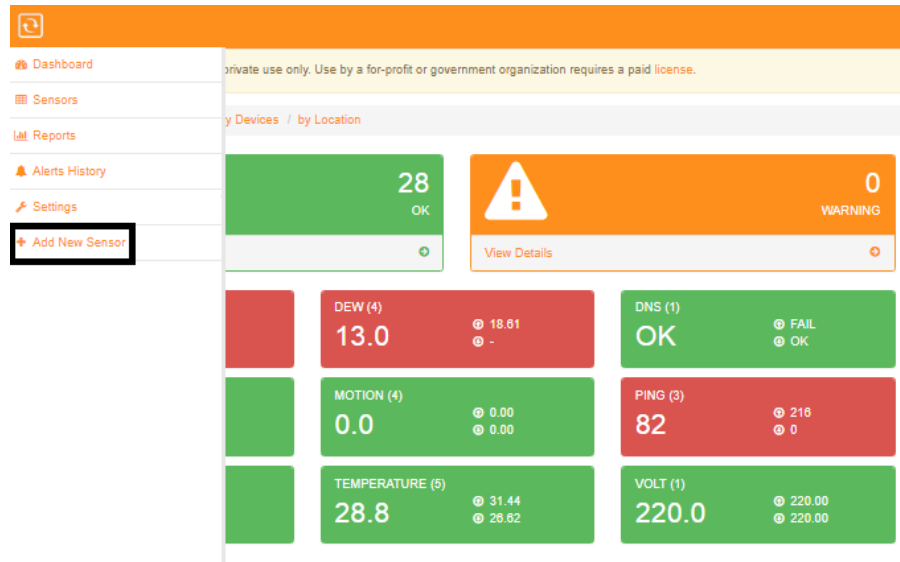 Dashboard
private use only. Use by a for-profit or government organization requires a paid license.
Sensors
y Devices / by Location
Reports
Alerts History
28
OK
0
WARNING
Settings
Add New Sensor
View Details
DEW (4)
13.0
18.61
-
DNS (1)
OK
FAIL
OK
MOTION (4)
0.0
0.00
0.00
PING (3)
82
216
0
TEMPERATURE (5)
28.8
31.44
26.62
VOLT (1)
220.0
220.00
220.00